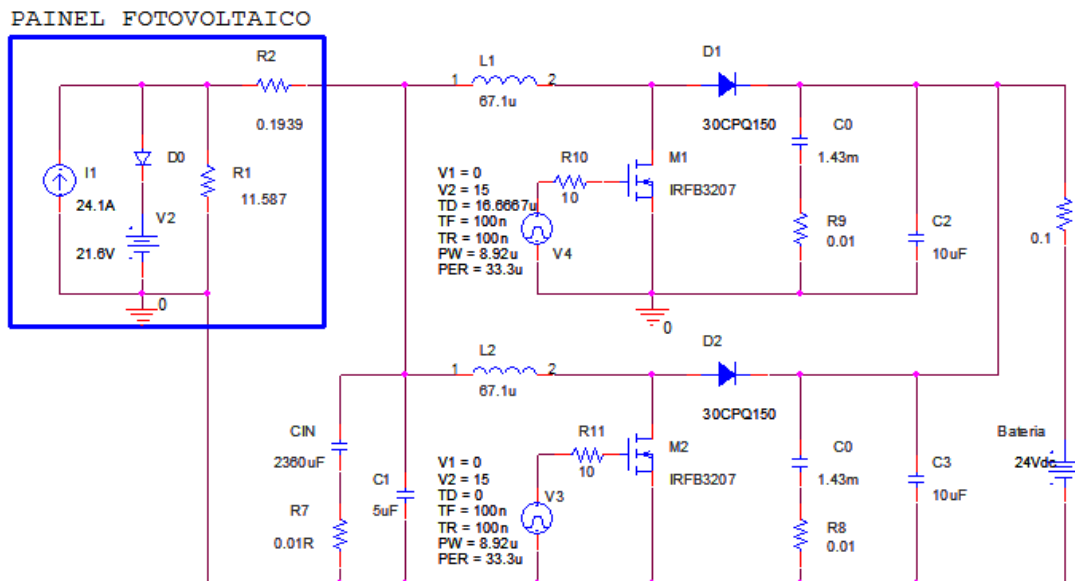 PAINEL FOTOVOLTAICO
R2
0.1939
I1
24.1A
D0
V2
21.6V
R1
11.587
0
L1
1
2
67.1u
D1
30CPQ150
V1 = 0
V2 = 15
TD = 16.6667u
TF = 100n
TR = 100n
PW = 8.92u
PER = 33.3u
R10
10
V4
M1
IRFB3207
0
C0
1.43m
R9
0.01
C2
10uF
0.1
L2
1
2
67.1u
D2
30CPQ150
CIN
2360uF
R7
0.01R
C1
5uF
V1 = 0
V2 = 15
TD = 0
TF = 100n
TR = 100n
PW = 8.92u
PER = 33.3u
R11
10
V3
M2
IRFB3207
C0
1.43m
R8
0.01
C3
10uF
Bateria
24Vdc